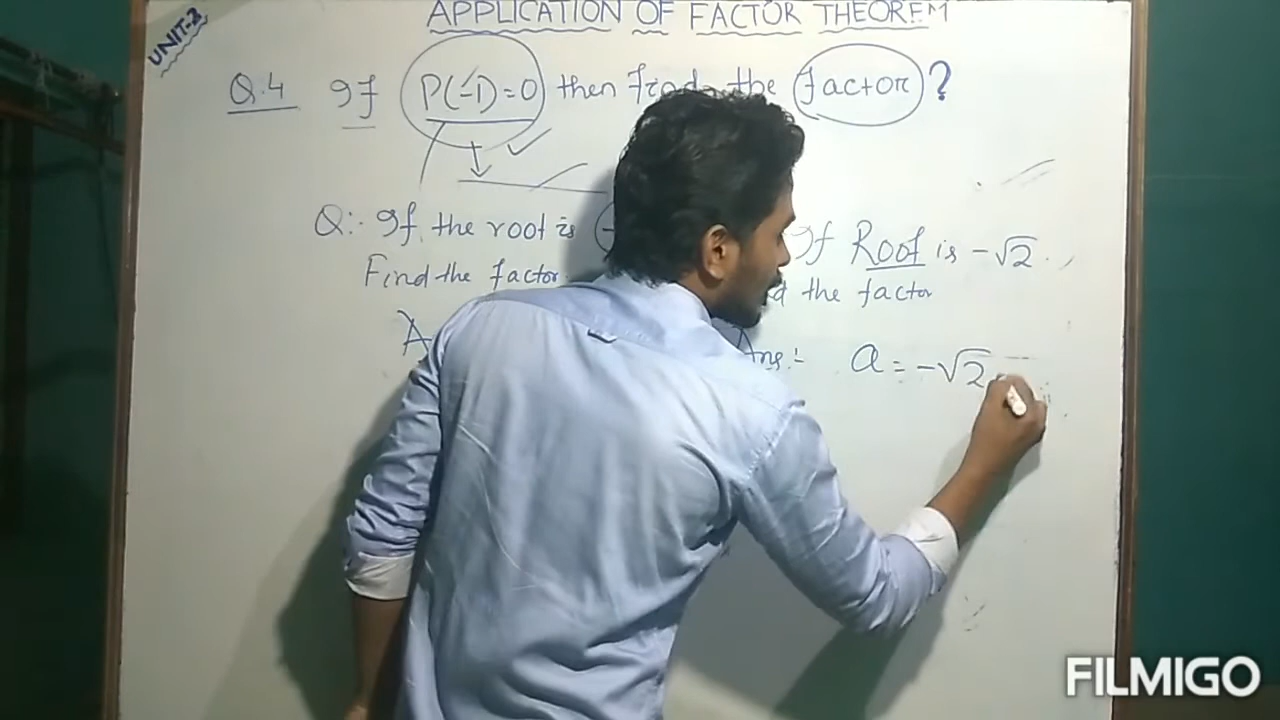 UNIT-2
APPLICATION OF FACTOR THEOREM
Q.4 If P(-1)=0 then the factor?
Q:- If the root is
Find the factor
If Root is -√2.
the factor
Ans:- a = -√2
FILMIGO